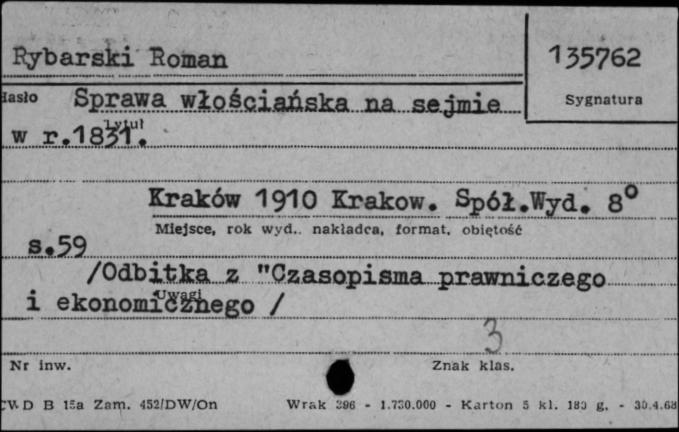 Rybarski Roman
135762
Hasło
Sygnatura
Sprawa włościańska na sejmie
Tytuł
w r.1831.
Kraków 1910 Krakow. Spół.Wyd. 8°
Miejsce, rok wyd., nakładca, format, objętość
s.59
/Odbitka z "Czasopisma prawniczego
Uwagi
i ekonomicznego /
3
Nr inw.
Znak klas.
CWD D B 15a Zam. 452/DW/On
Wrak 396 - 1.730.000 - Karton 5 kl. 180 g. - 30.4.68